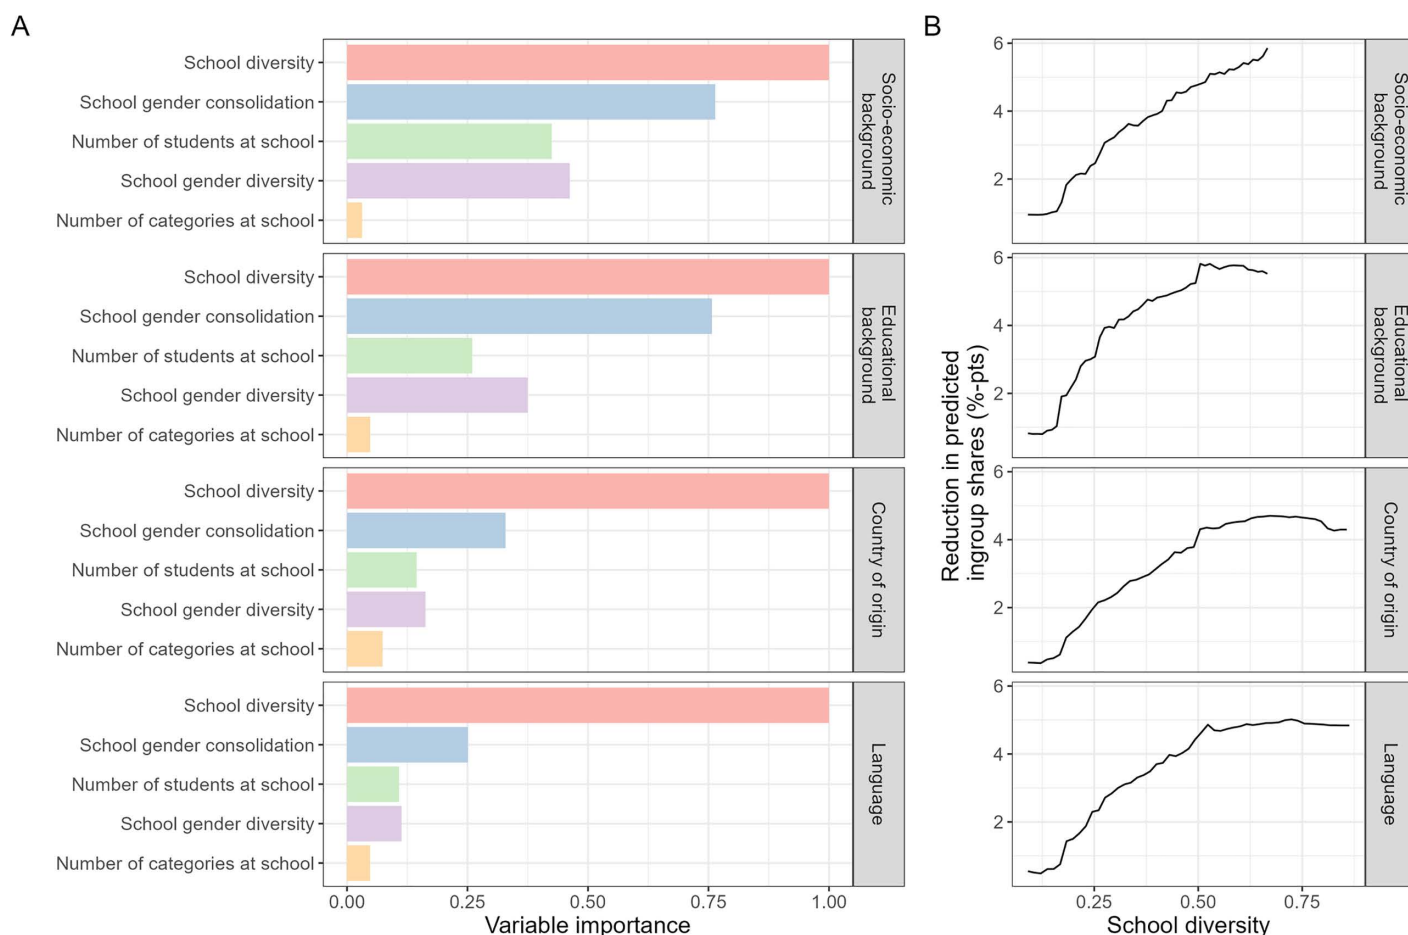 A
School diversity
School gender consolidation
Number of students at school
School gender diversity
Number of categories at school
Socio-economic
background
School diversity
School gender consolidation
Number of students at school
School gender diversity
Number of categories at school
Educational
background
School diversity
School gender consolidation
Number of students at school
School gender diversity
Number of categories at school
Country of origin
School diversity
School gender consolidation
Number of students at school
School gender diversity
Number of categories at school
Language
0.00 0.25 0.50 0.75 1.00
Variable importance
B
Reduction in predicted
ingroup shares (%-pts)
6
4
2
Socio-economic
background
6
4
2
Educational
background
6
4
2
Country of origin
6
4
2
Language
0.25 0.50 0.75
School diversity